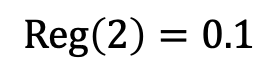 Reg(2) = 0.1